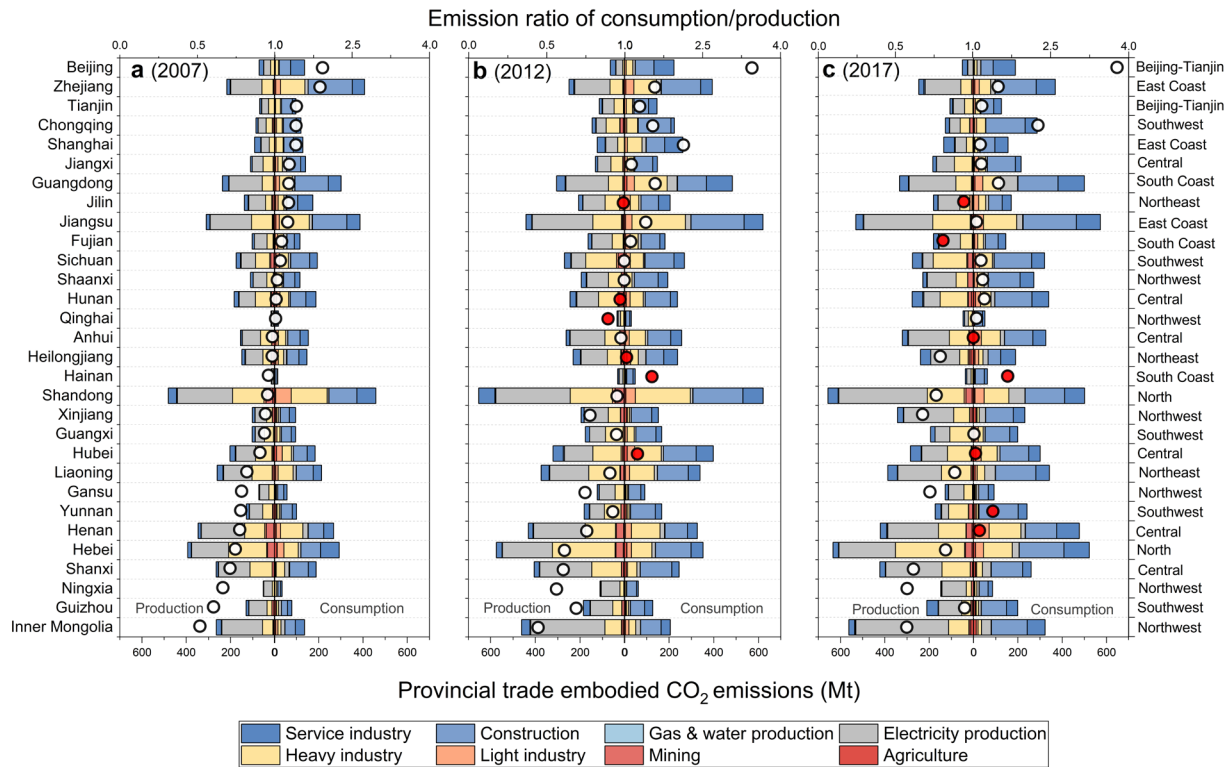 Emission ratio of consumption/production
0.0 0.5 1.0 2.5 4.0 0.0 0.5 1.0 2.5 4.0 0.0 0.5 1.0 2.5 4.0
a (2007) b (2012) c (2017)
Beijing Beijing-Tianjin
Zhejiang East Coast
Tianjin Beijing-Tianjin
Chongqing Southwest
Shanghai East Coast
Jiangxi Central
Guangdong South Coast
Jilin Northeast
Jiangsu East Coast
Fujian South Coast
Sichuan Southwest
Shaanxi Northwest
Hunan Central
Qinghai Northwest
Anhui Central
Heilongjiang Northeast
Hainan South Coast
Shandong North
Xinjiang Northwest
Guangxi Southwest
Hubei Central
Liaoning Northeast
Gansu Northwest
Yunnan Southwest
Henan Central
Hebei North
Shanxi Central
Ningxia Northwest
Guizhou Production Consumption Production Consumption Production Consumption Southwest
Inner Mongolia Northwest
600 400 200 0 200 400 600 600 400 200 0 200 400 600 600 400 200 0 200 400 600
Provincial trade embodied CO2 emissions (Mt)
Service industry Construction Gas & water production Electricity production
Heavy industry Light industry Mining Agriculture